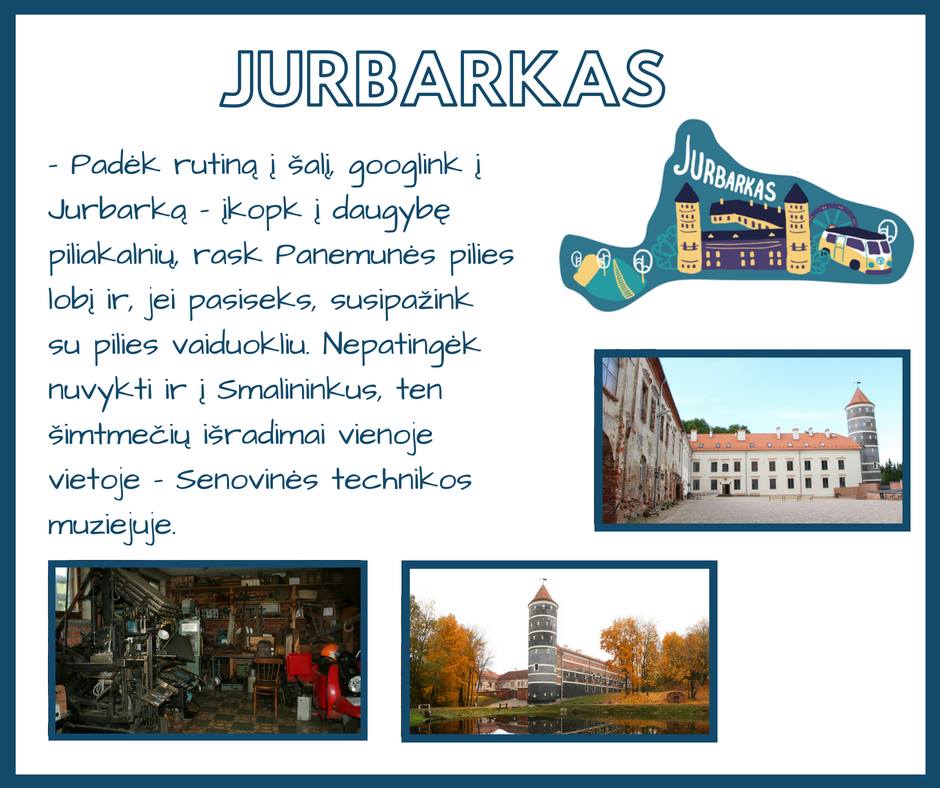 JURBARKAS
- Padėk rutiną į šalį, googlink į
Jurbarką - įkopk į daugybę
piliakalnių, rask Panemunės pilies
lobį ir, jei pasiseks, susipažink
su pilies vaiduokliu. Nepatingėk
nuvykti ir į Smalininkus, ten
šimtmečių išradimai vienoje
vietoje - Senovinės technikos
muziejuje.
JURBARKAS